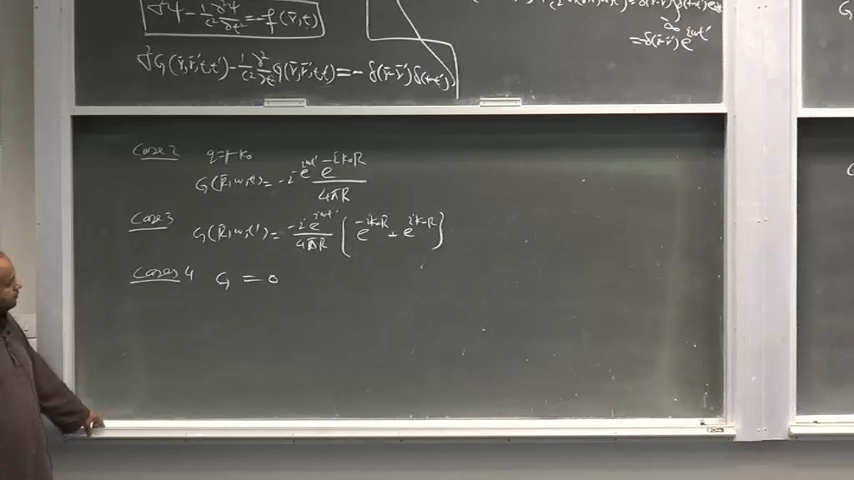 ∇²Ψ - 1/c² ∂²Ψ/∂t² = -f(r̄,t)
∇²G(r̄,r̄',t,t') - 1/c² ∂²/∂t² G(r̄,r̄',t,t') = -δ(r̄-r̄')δ(t-t')
= -δ(r̄-r̄')e^{iωt'}
Case 2 q = + k₀
G(R̄,ω,t') = -i e^{iωt'} e^{-ik₀R} / 4πR
Case 3 G(R̄,ω,t') = -i e^{iωt'} / 4πR { e^{-ik₀R} + e^{ik₀R} }
Cases 4 G = 0